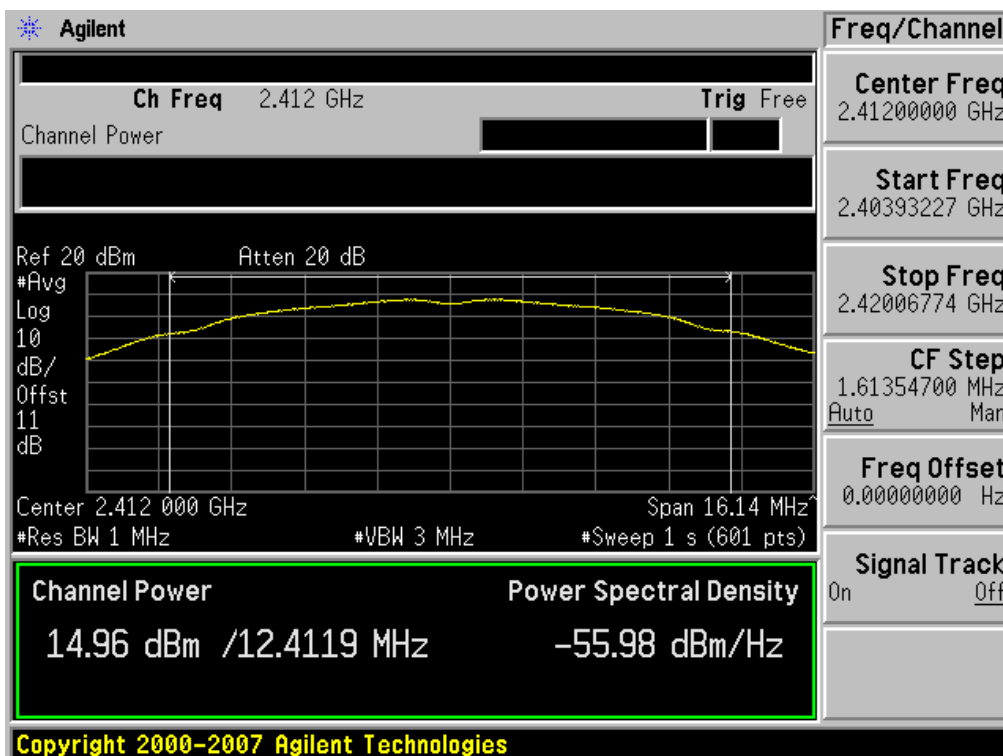 Agilent
Freq/Channel
Ch Freq 2.412 GHz Trig Free
Channel Power
Center Freq
2.41200000 GHz
Start Freq
2.40393227 GHz
Stop Freq
2.42006774 GHz
CF Step
1.61354700 MHz
Auto Man
Freq Offset
0.00000000 Hz
Signal Track
On Off
Ref 20 dBm Atten 20 dB
#Avg
Log
10
dB/
Offst
11
dB
Center 2.412 000 GHz Span 16.14 MHz^
#Res BW 1 MHz #VBW 3 MHz #Sweep 1 s (601 pts)
Channel Power Power Spectral Density
14.96 dBm /12.4119 MHz -55.98 dBm/Hz
Copyright 2000-2007 Agilent Technologies